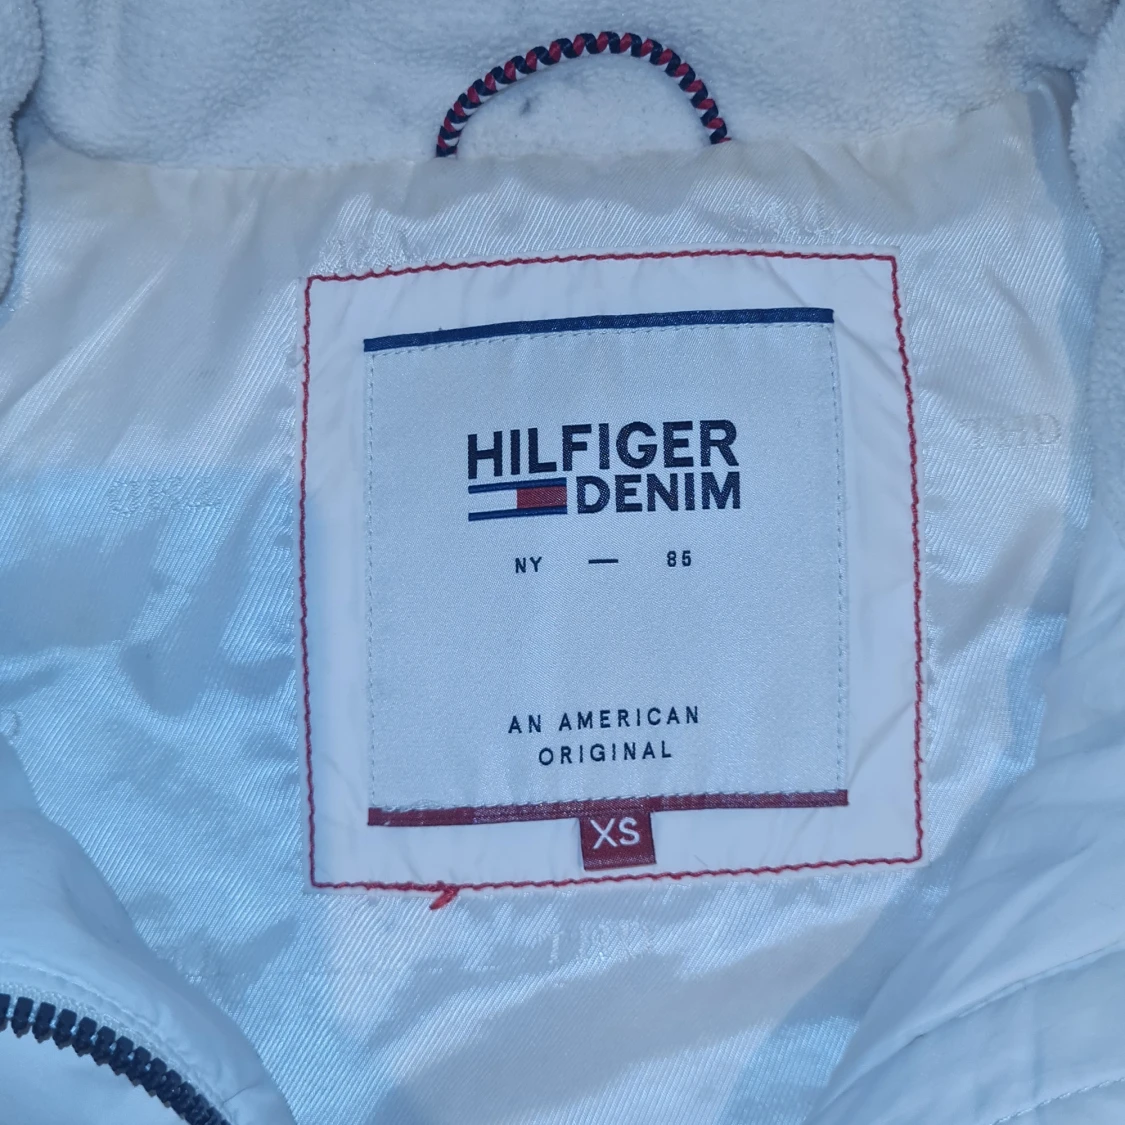 HILFIGER
DENIM
NY — 85
AN AMERICAN
ORIGINAL
XS